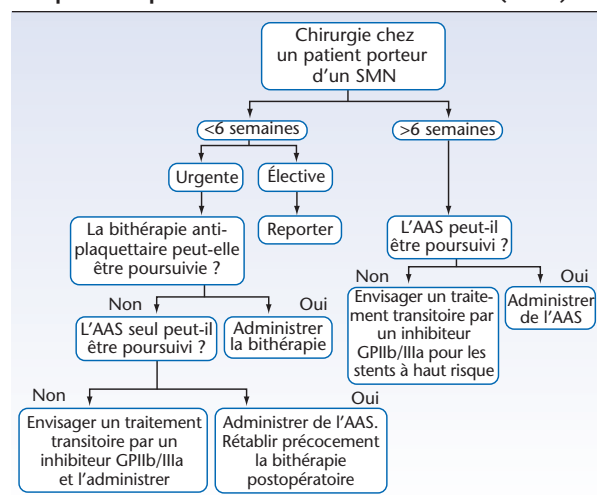 Chirurgie chez
un patient porteur
d'un SMN
<6 semaines
>6 semaines
Urgente
Élective
La bithérapie anti-
plaquettaire peut-elle
être poursuivie ?
Reporter
L'AAS peut-il
être poursuivi ?
Non
Oui
Envisager un traite-
ment transitoire par
un inhibiteur
GPIIb/IIIa pour les
stents à haut risque
Administrer
de l'AAS
Non
Oui
L'AAS seul peut-il
être poursuivi ?
Administrer
la bithérapie
Non
Oui
Envisager un traitement
transitoire par un
inhibiteur GPIIb/IIIa
et l'administrer
Administrer de l'AAS.
Rétablir précocement
la bithérapie
postopératoire